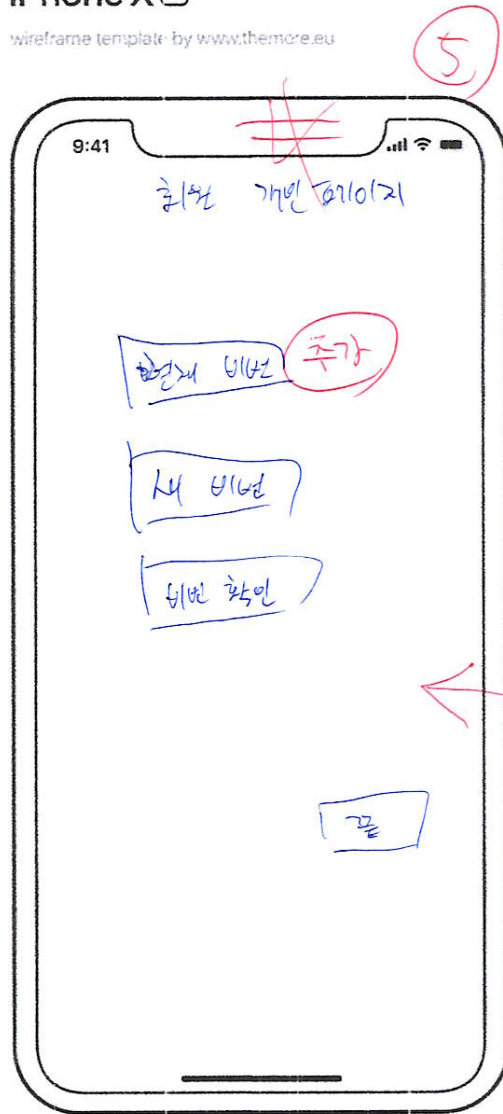 iPhone X
wireframe template by www.themore.eu
5
9:41
회원 개인 페이지
현재 비번
추가
새 비번
비번 확인
끝